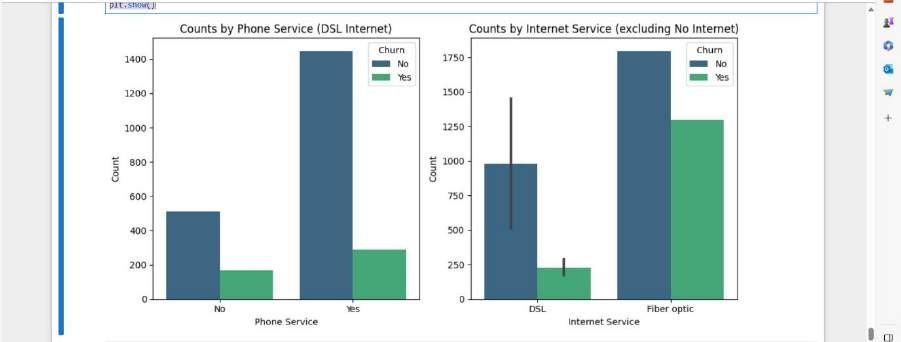 plt.show()
Counts by Phone Service (DSL Internet)
Churn
No
Yes
1400
1200
1000
800
600
400
200
0
Count
No
Yes
Phone Service
Counts by Internet Service (excluding No Internet)
Churn
No
Yes
1750
1500
1250
1000
750
500
250
0
Count
DSL
Fiber optic
Internet Service